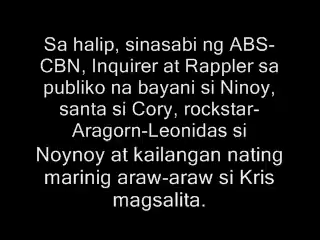 Sa halip, sinasabi ng ABS-
CBN, Inquirer at Rappler sa
publiko na bayani si Ninoy,
santa si Cory, rockstar-
Aragorn-Leonidas si
Noynoy at kailangan nating
marinig araw-araw si Kris
magsalita.